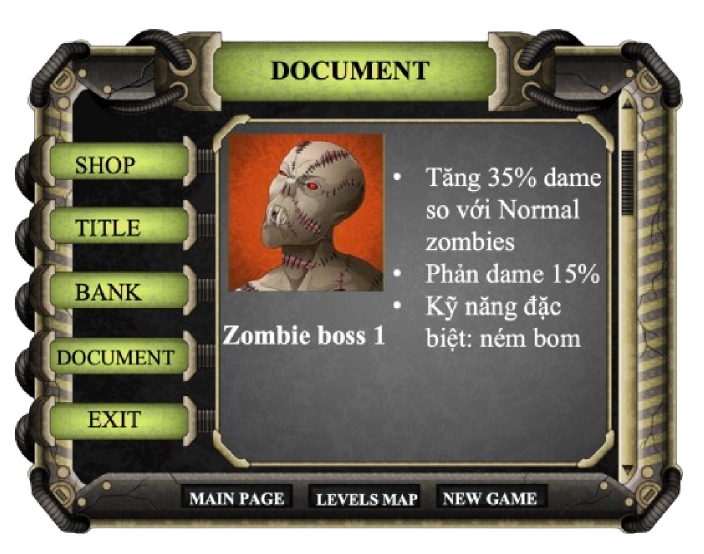 DOCUMENT
SHOP
TITLE
BANK
DOCUMENT
EXIT
Zombie boss 1
• Tăng 35% dame
so với Normal
zombies
• Phản dame 15%
• Kỹ năng đặc
biệt: ném bom
MAIN PAGE
LEVELS MAP
NEW GAME